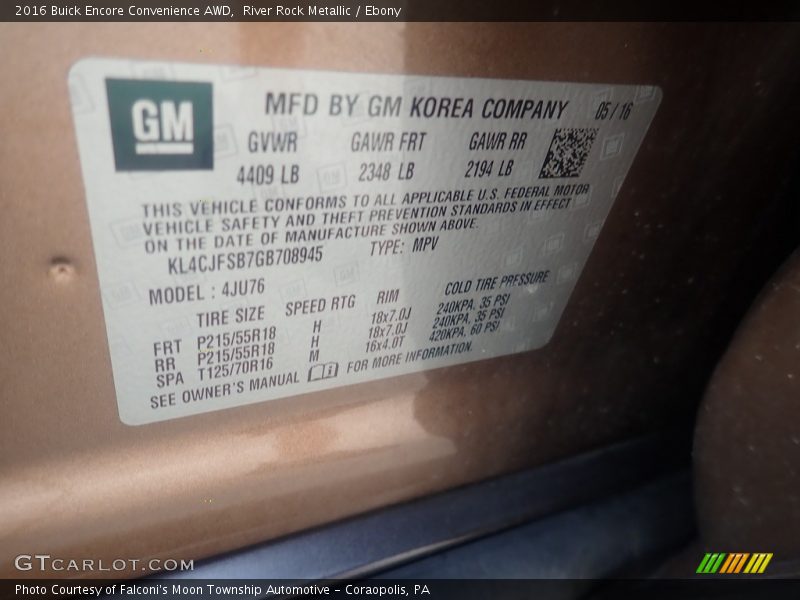 2016 Buick Encore Convenience AWD, River Rock Metallic / Ebony
GM
MFD BY GM KOREA COMPANY 05/16
GVWR GAWR FRT GAWR RR
4409 LB 2348 LB 2194 LB
THIS VEHICLE CONFORMS TO ALL APPLICABLE U.S. FEDERAL MOTOR
VEHICLE SAFETY AND THEFT PREVENTION STANDARDS IN EFFECT
ON THE DATE OF MANUFACTURE SHOWN ABOVE.
KL4CJFSB7GB708945 TYPE: MPV
MODEL : 4JU76
TIRE SIZE SPEED RTG RIM COLD TIRE PRESSURE
FRT P215/55R18 H 18x7.0J 240KPA, 35 PSI
RR P215/55R18 H 18x7.0J 240KPA, 35 PSI
SPA T125/70R16 M 16x4.0T 420KPA, 60 PSI
SEE OWNER'S MANUAL FOR MORE INFORMATION.
GTCARLOT.COM
Photo Courtesy of Falconi's Moon Township Automotive - Coraopolis, PA